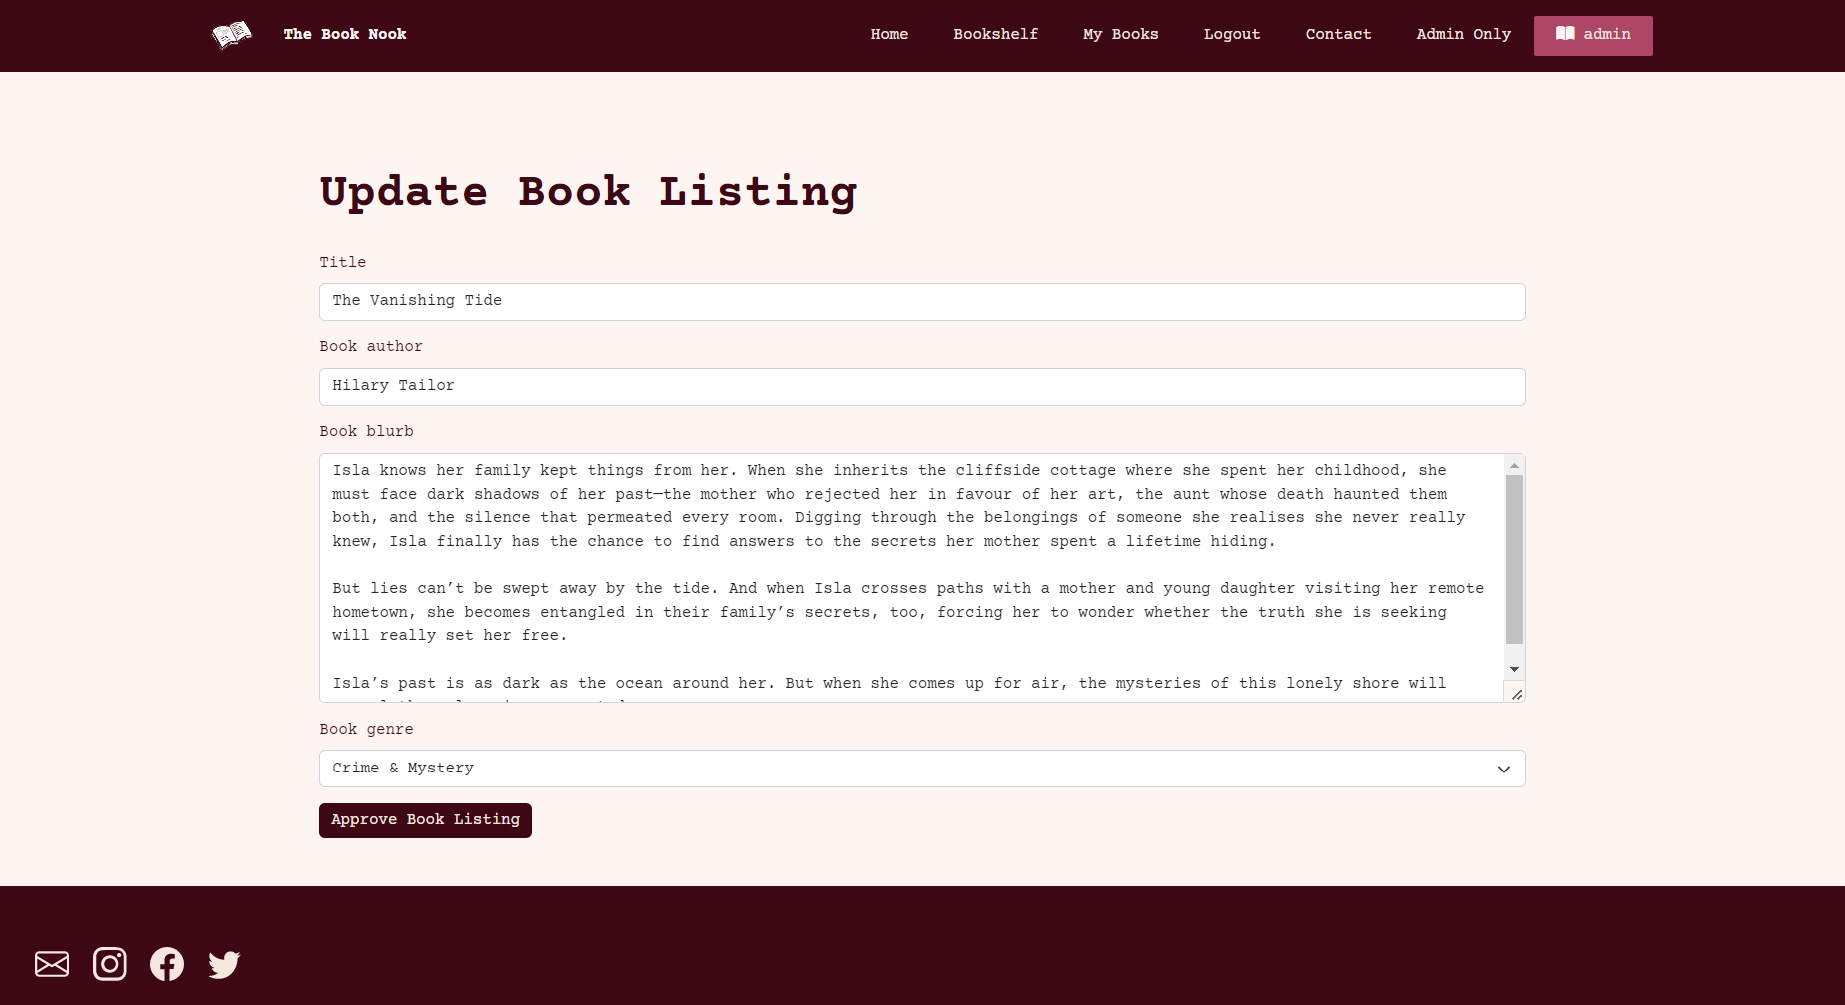 The Book Nook
Home
Bookshelf
My Books
Logout
Contact
Admin Only
admin
Update Book Listing
Title
The Vanishing Tide
Book author
Hilary Tailor
Book blurb
Isla knows her family kept things from her. When she inherits the cliffside cottage where she spent her childhood, she
must face dark shadows of her past—the mother who rejected her in favour of her art, the aunt whose death haunted them
both, and the silence that permeated every room. Digging through the belongings of someone she realises she never really
knew, Isla finally has the chance to find answers to the secrets her mother spent a lifetime hiding.
But lies can’t be swept away by the tide. And when Isla crosses paths with a mother and young daughter visiting her remote
hometown, she becomes entangled in their family’s secrets, too, forcing her to wonder whether the truth she is seeking
will really set her free.
Isla’s past is as dark as the ocean around her. But when she comes up for air, the mysteries of this lonely shore will
Book genre
Crime & Mystery
Approve Book Listing